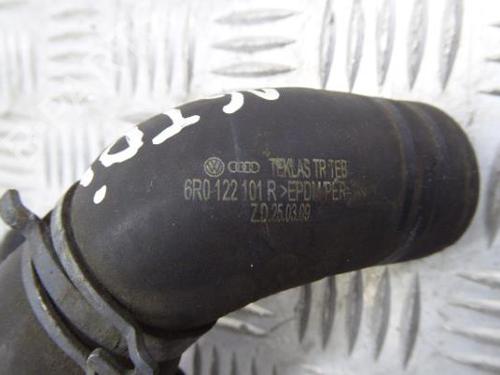 TEKLAS TR TEB
6R0 122 101 R >EPDM/PER
Z.D.25.03.09